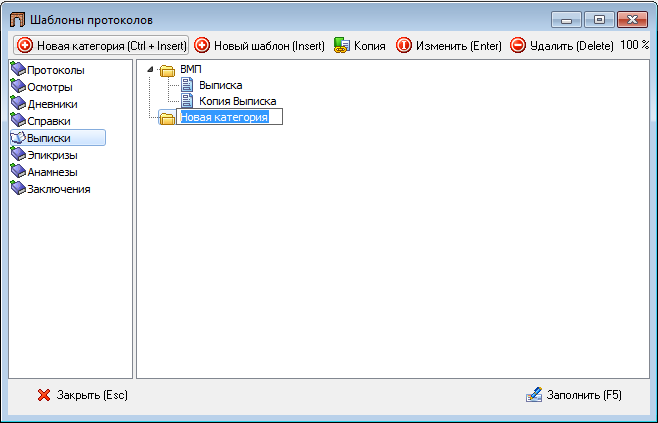 Шаблоны протоколов
Новая категория (Ctrl + Insert) Новый шаблон (Insert) Копия Изменить (Enter) Удалить (Delete) 100 %
Протоколы
Осмотры
Дневники
Справки
Выписки
Эпикризы
Анамнезы
Заключения
ВМП
Выписка
Копия Выписка
Новая категория
Закрыть (Esc) Заполнить (F5)